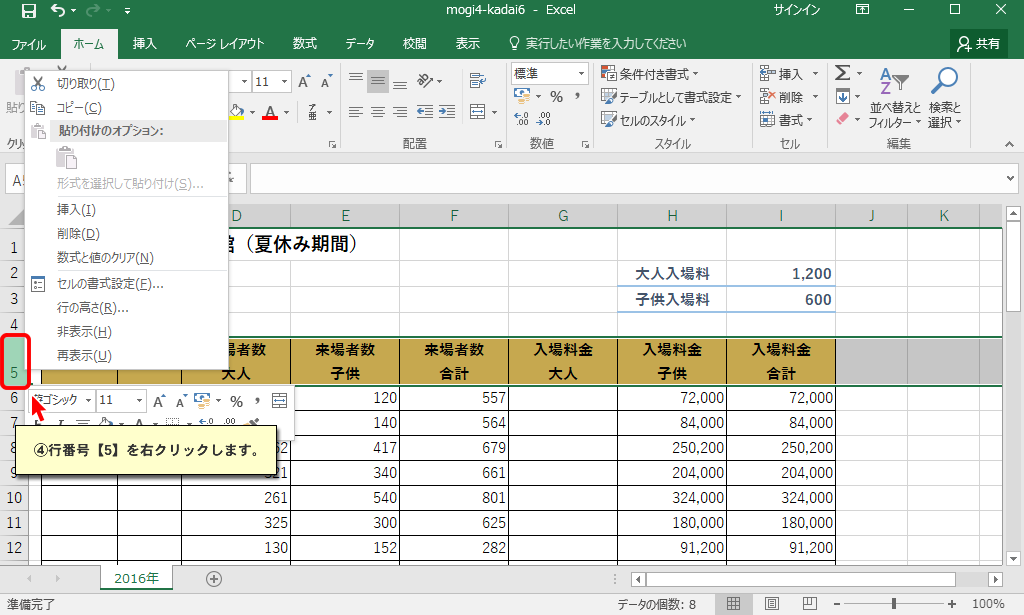 mogi4-kadai6 - Excel
サインイン
ファイル ホーム 挿入 ページ レイアウト 数式 データ 校閲 表示 実行したい作業を入力してください 共有
切り取り(T)
コピー(C)
貼り付けのオプション:
形式を選択して貼り付け(S)...
挿入(I)
削除(D)
数式と値のクリア(N)
セルの書式設定(F)...
行の高さ(R)...
非表示(H)
再表示(U)
貼り
クリ
11 A A
A
配置
標準
% ,
数値
条件付き書式
テーブルとして書式設定
セルのスタイル
スタイル
挿入
削除
書式
セル
並べ替えと
フィルター
検索と
選択
編集
D E F G H I J K
1 館（夏休み期間）
2 大人入場料 1,200
3 子供入場料 600
4
5
場者数 来場者数 来場者数 入場料金 入場料金 入場料金
大人 子供 合計 大人 子供 合計
6 120 557 72,000 72,000
游ゴシック 11 A A % ,
7 140 564 84,000 84,000
8 62 417 679 250,200 250,200
④行番号【5】を右クリックします。
9 321 340 661 204,000 204,000
10 261 540 801 324,000 324,000
11 325 300 625 180,000 180,000
12 130 152 282 91,200 91,200
2016年
準備完了
データの個数: 8
100%